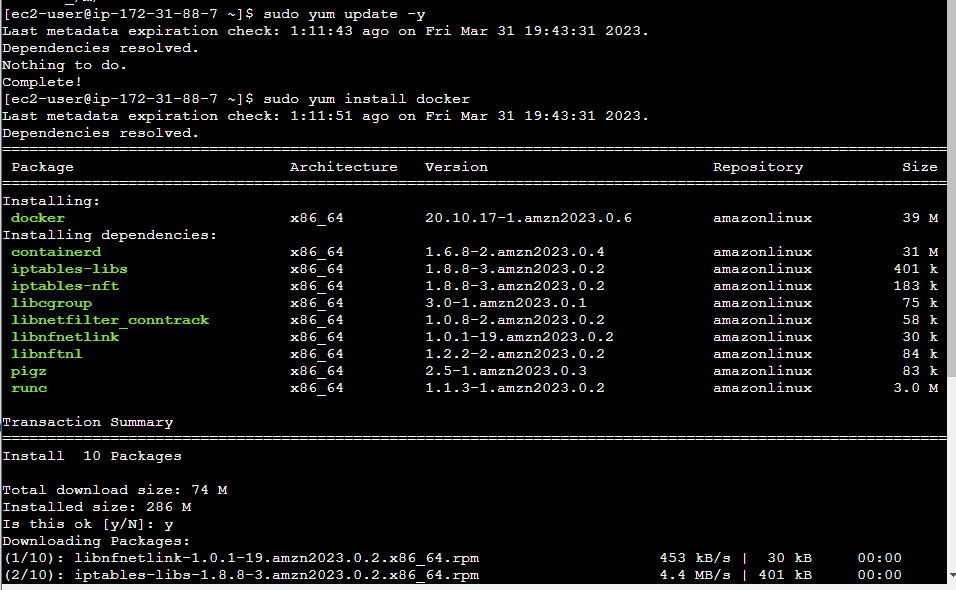 [ec2-user@ip-172-31-88-7 ~]$ sudo yum update -y
Last metadata expiration check: 1:11:43 ago on Fri Mar 31 19:43:31 2023.
Dependencies resolved.
Nothing to do.
Complete!
[ec2-user@ip-172-31-88-7 ~]$ sudo yum install docker
Last metadata expiration check: 1:11:51 ago on Fri Mar 31 19:43:31 2023.
Dependencies resolved.
Package Architecture Version Repository Size
Installing:
docker x86_64 20.10.17-1.amzn2023.0.6 amazonlinux 39 M
Installing dependencies:
containerd x86_64 1.6.8-2.amzn2023.0.4 amazonlinux 31 M
iptables-libs x86_64 1.8.8-3.amzn2023.0.2 amazonlinux 401 k
iptables-nft x86_64 1.8.8-3.amzn2023.0.2 amazonlinux 183 k
libcgroup x86_64 3.0-1.amzn2023.0.1 amazonlinux 75 k
libnetfilter_conntrack x86_64 1.0.8-2.amzn2023.0.2 amazonlinux 58 k
libnfnetlink x86_64 1.0.1-19.amzn2023.0.2 amazonlinux 30 k
libnftnl x86_64 1.2.2-2.amzn2023.0.2 amazonlinux 84 k
pigz x86_64 2.5-1.amzn2023.0.3 amazonlinux 83 k
runc x86_64 1.1.3-1.amzn2023.0.2 amazonlinux 3.0 M
Transaction Summary
Install 10 Packages
Total download size: 74 M
Installed size: 286 M
Is this ok [y/N]: y
Downloading Packages:
(1/10): libnfnetlink-1.0.1-19.amzn2023.0.2.x86_64.rpm 453 kB/s | 30 kB 00:00
(2/10): iptables-libs-1.8.8-3.amzn2023.0.2.x86_64.rpm 4.4 MB/s | 401 kB 00:00